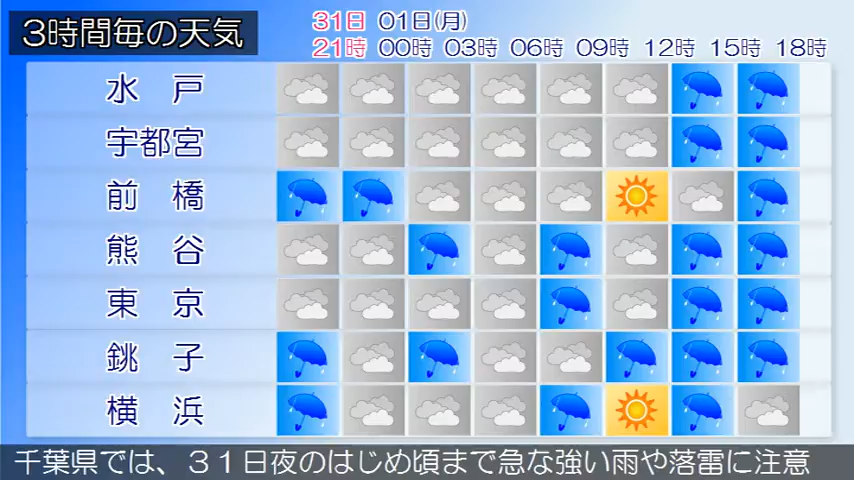 3時間毎の天気
31日 01日(月)
21時 00時 03時 06時 09時 12時 15時 18時
水　戸
宇都宮
前　橋
熊　谷
東　京
銚　子
横　浜
千葉県では、３１日夜のはじめ頃まで急な強い雨や落雷に注意